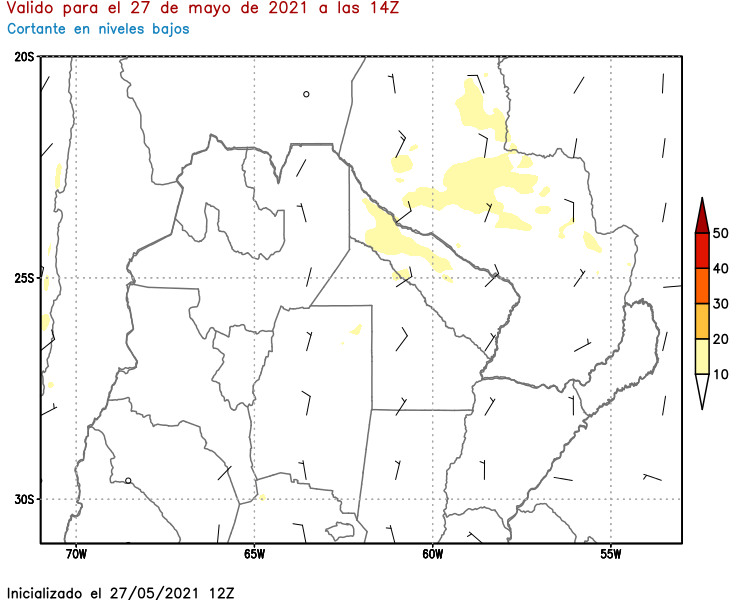 Valido para el 27 de mayo de 2021 a las 14Z
Cortante en niveles bajos
20S
25S
30S
70W 65W 60W 55W
50
40
30
20
10
Inicializado el 27/05/2021 12Z